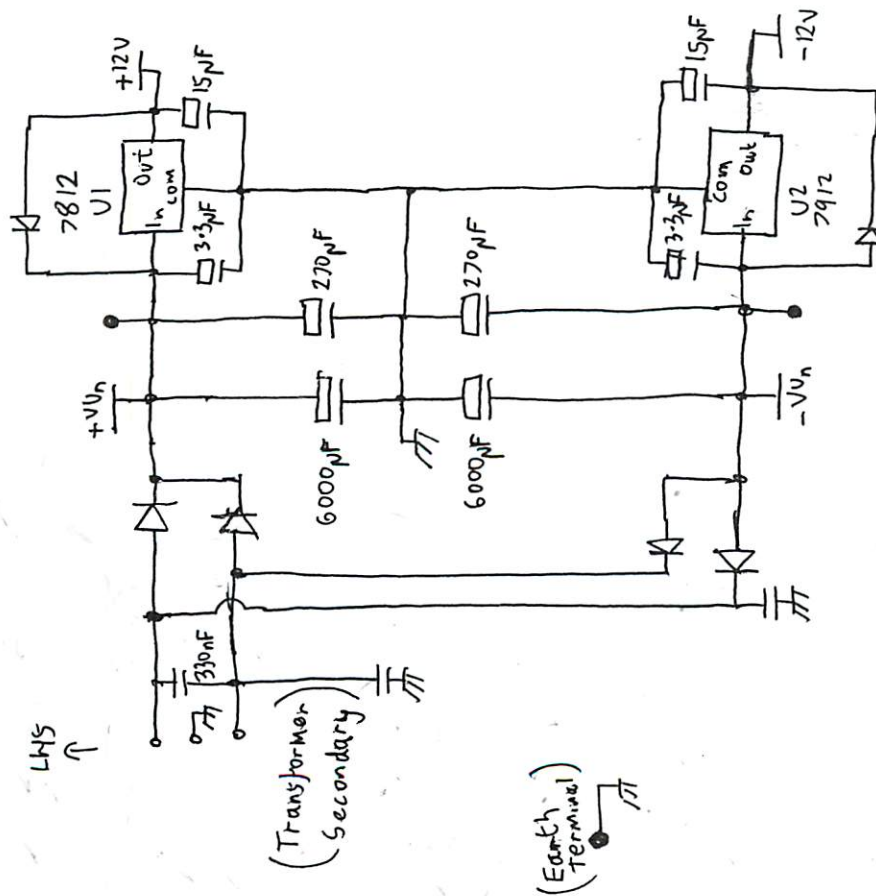 LHS
(Transformer
Secondary)
(Earth
terminal)
330nF
+VUn
-VUn
6000µF
6000µF
270µF
270µF
7812
U1
In
Out
com
3.3µF
15µF
+12V
3.3µF
15µF
Com
In
Out
U2
7912
-12V